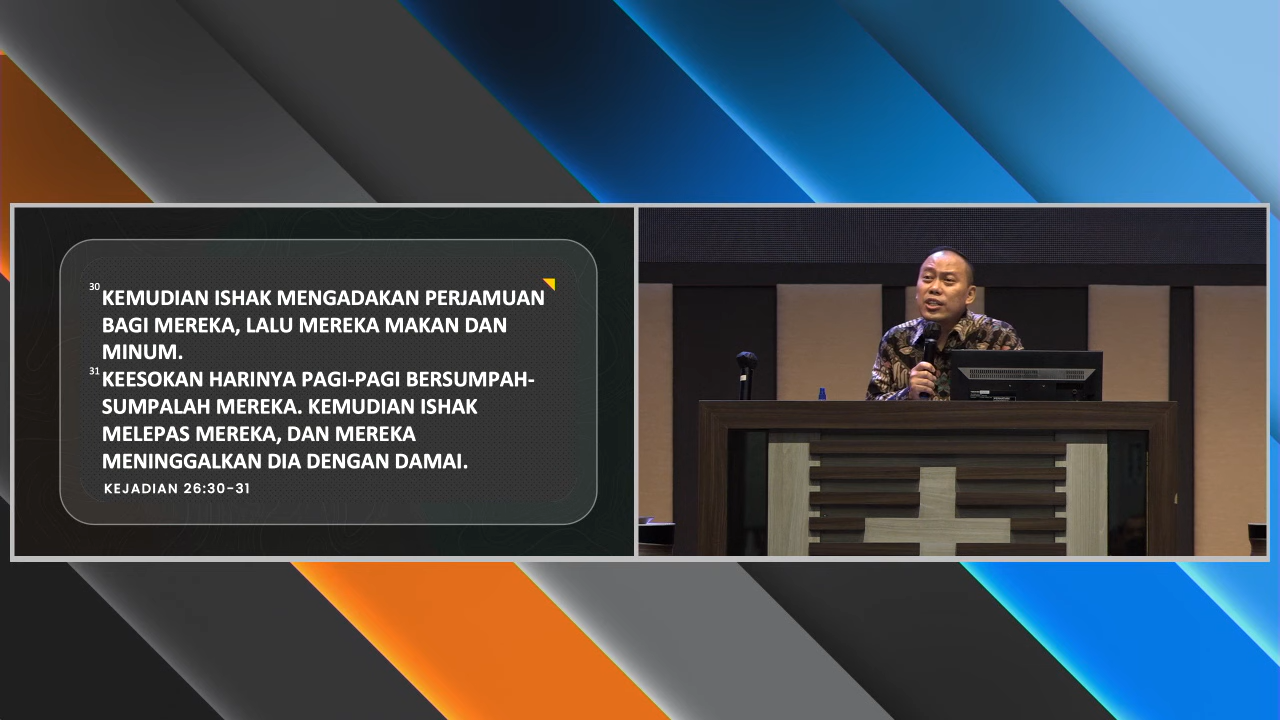 30 KEMUDIAN ISHAK MENGADAKAN PERJAMUAN
BAGI MEREKA, LALU MEREKA MAKAN DAN
MINUM.
31 KEESOKAN HARINYA PAGI-PAGI BERSUMPAH-
SUMPALAH MEREKA. KEMUDIAN ISHAK
MELEPAS MEREKA, DAN MEREKA
MENINGGALKAN DIA DENGAN DAMAI.
KEJADIAN 26:30-31